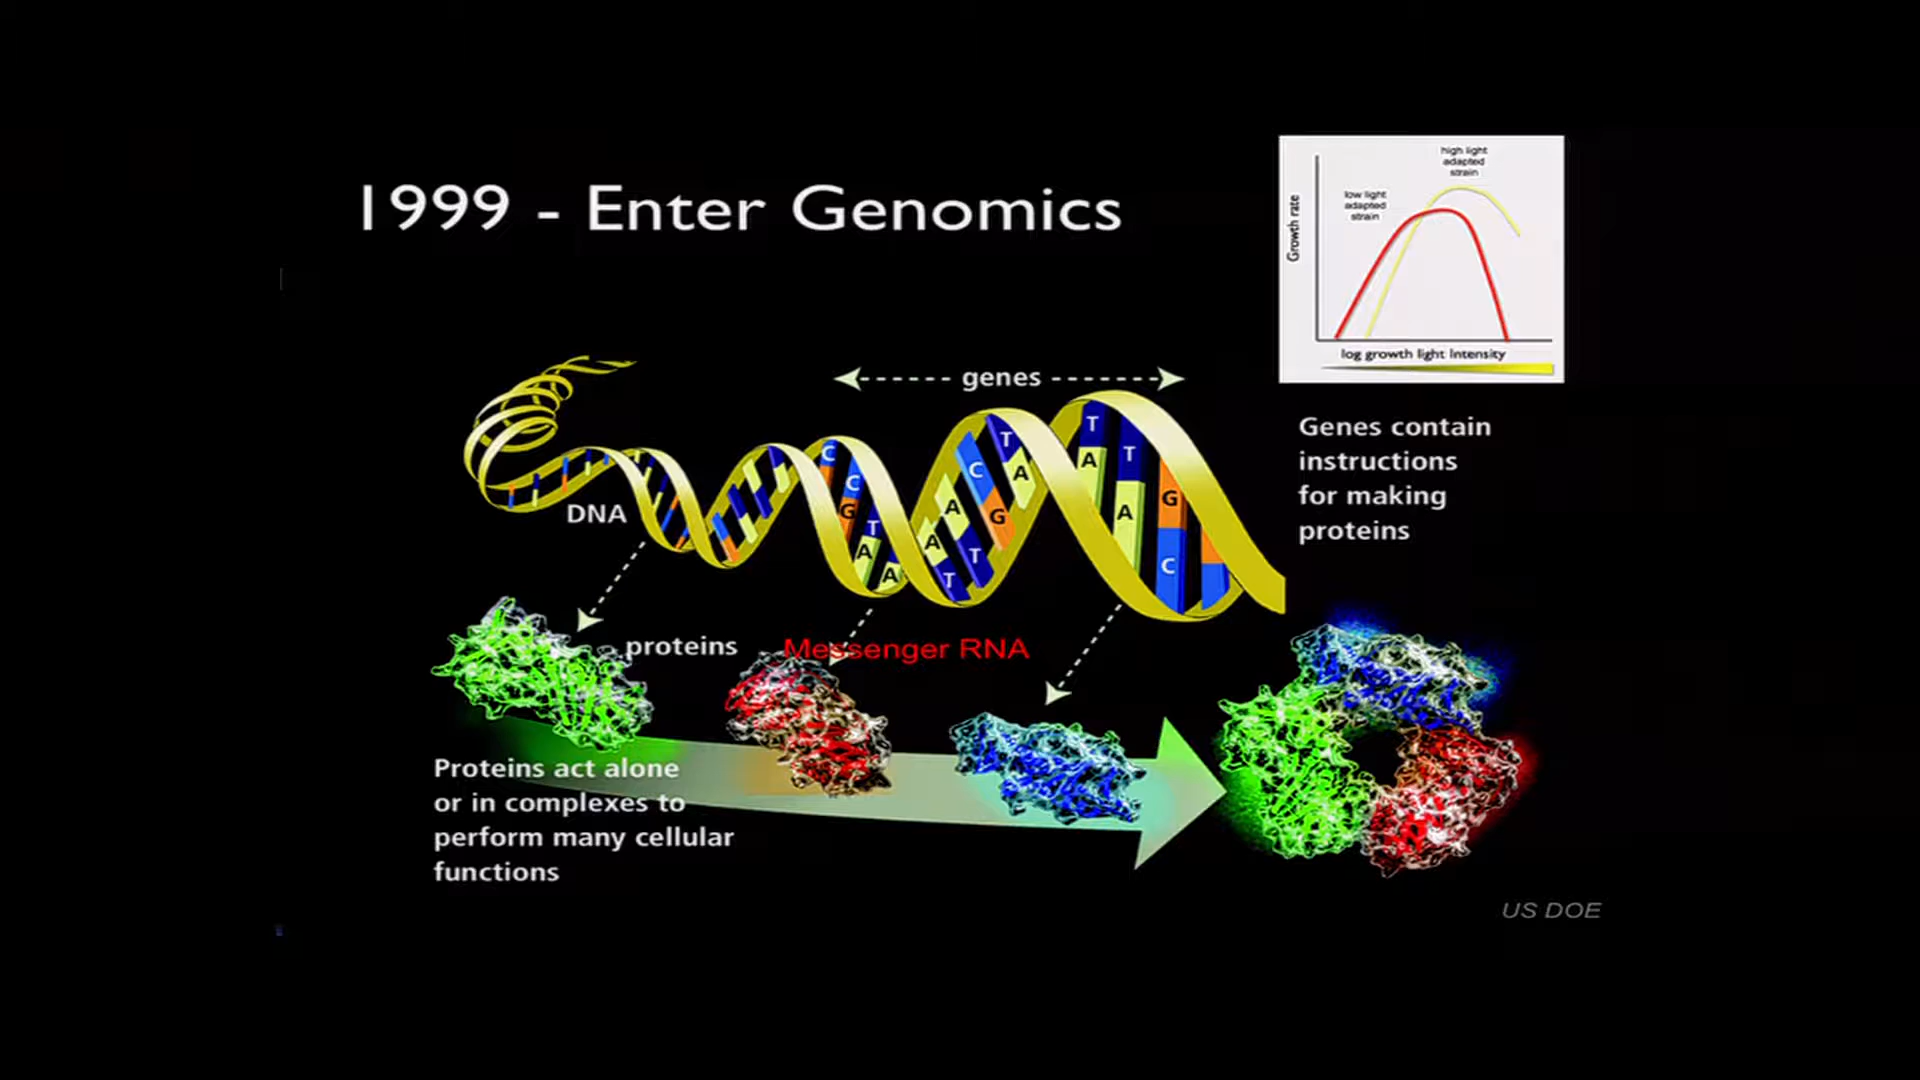 1999 - Enter Genomics
high light
adapted
strain
low light
adapted
strain
Growth rate
log growth light Intensity
genes
Genes contain
instructions
for making
proteins
DNA
C
C
G
T
A
A
A
A
T
T
C
G
T
A
T
A
T
A
G
C
proteins
Messenger RNA
Proteins act alone
or in complexes to
perform many cellular
functions
US DOE